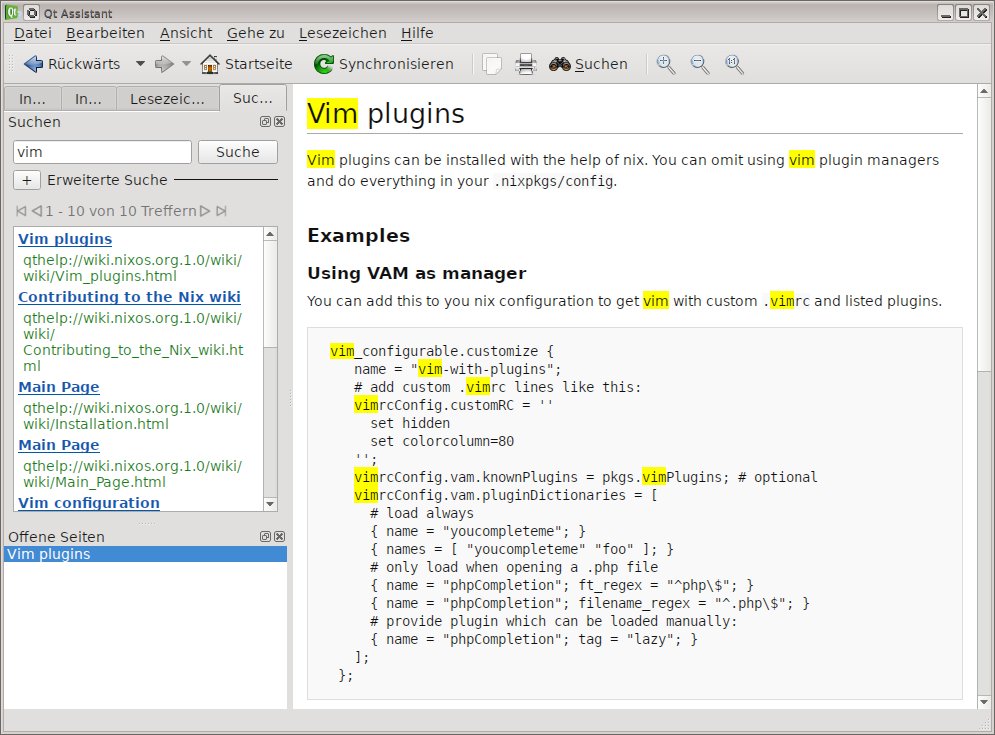 Qt Assistant
Datei Bearbeiten Ansicht Gehe zu Lesezeichen Hilfe
Rückwärts Startseite Synchronisieren Suchen
In... In... Lesezeic... Suc...
Suchen
vim Suche
+ Erweiterte Suche
1 - 10 von 10 Treffern
Vim plugins
qthelp://wiki.nixos.org.1.0/wiki/
wiki/Vim_plugins.html
Contributing to the Nix wiki
qthelp://wiki.nixos.org.1.0/wiki/
wiki/
Contributing_to_the_Nix_wiki.ht
ml
Main Page
qthelp://wiki.nixos.org.1.0/wiki/
wiki/Installation.html
Main Page
qthelp://wiki.nixos.org.1.0/wiki/
wiki/Main_Page.html
Vim configuration
Offene Seiten
Vim plugins
Vim plugins
Vim plugins can be installed with the help of nix. You can omit using vim plugin managers
and do everything in your .nixpkgs/config.
Examples
Using VAM as manager
You can add this to you nix configuration to get vim with custom .vimrc and listed plugins.
vim_configurable.customize {
name = "vim-with-plugins";
# add custom .vimrc lines like this:
vimrcConfig.customRC = ''
set hidden
set colorcolumn=80
'';
vimrcConfig.vam.knownPlugins = pkgs.vimPlugins; # optional
vimrcConfig.vam.pluginDictionaries = [
# load always
{ name = "youcompleteme"; }
{ names = [ "youcompleteme" "foo" ]; }
# only load when opening a .php file
{ name = "phpCompletion"; ft_regex = "^php\$"; }
{ name = "phpCompletion"; filename_regex = "^.php\$"; }
# provide plugin which can be loaded manually:
{ name = "phpCompletion"; tag = "lazy"; }
];
};